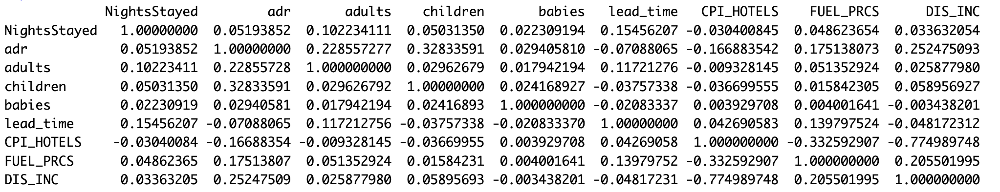 NightsStayed adr adults children babies lead_time CPI_HOTELS FUEL_PRCS DIS_INC
NightsStayed 1.00000000 0.05193852 0.102234111 0.05031350 0.022309194 0.15456207 -0.030400845 0.048623654 0.033632054
adr 0.05193852 1.00000000 0.228557277 0.32833591 0.029405810 -0.07088065 -0.166883542 0.175138073 0.252475093
adults 0.10223411 0.22855728 1.000000000 0.02962679 0.017942194 0.11721276 -0.009328145 0.051352924 0.025877980
children 0.05031350 0.32833591 0.029626792 1.00000000 0.024168927 -0.03757338 -0.036699555 0.015842305 0.058956927
babies 0.02230919 0.02940581 0.017942194 0.02416893 1.000000000 -0.02083337 0.003929708 0.004001641 -0.003438201
lead_time 0.15456207 -0.07088065 0.117212756 -0.03757338 -0.020833370 1.00000000 0.042690583 0.139797524 -0.048172312
CPI_HOTELS -0.03040084 -0.16688354 -0.009328145 -0.03669955 0.003929708 0.04269058 1.000000000 -0.332592907 -0.774989748
FUEL_PRCS 0.04862365 0.17513807 0.051352924 0.01584231 0.004001641 0.13979752 -0.332592907 1.000000000 0.205501995
DIS_INC 0.03363205 0.25247509 0.025877980 0.05895693 -0.003438201 -0.04817231 -0.774989748 0.205501995 1.000000000